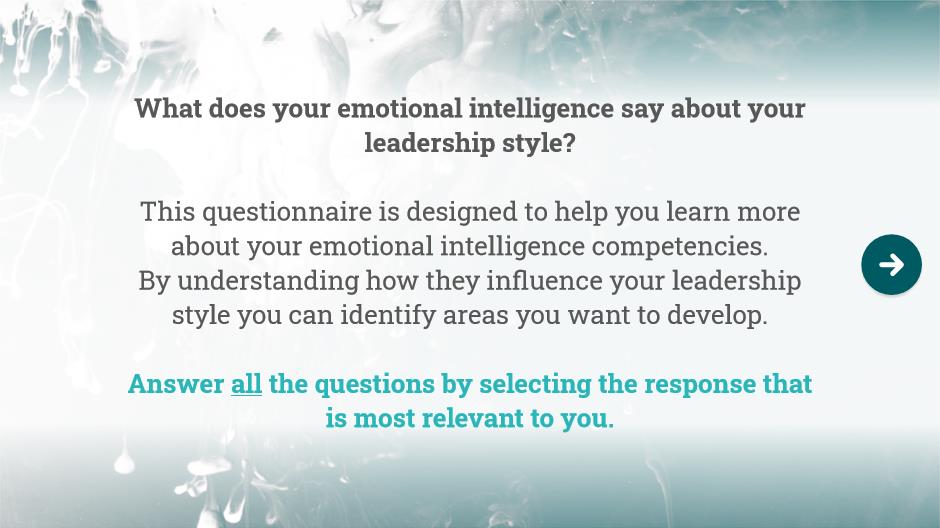 What does your emotional intelligence say about your
leadership style?
This questionnaire is designed to help you learn more
about your emotional intelligence competencies.
By understanding how they influence your leadership
style you can identify areas you want to develop.
Answer all the questions by selecting the response that
is most relevant to you.